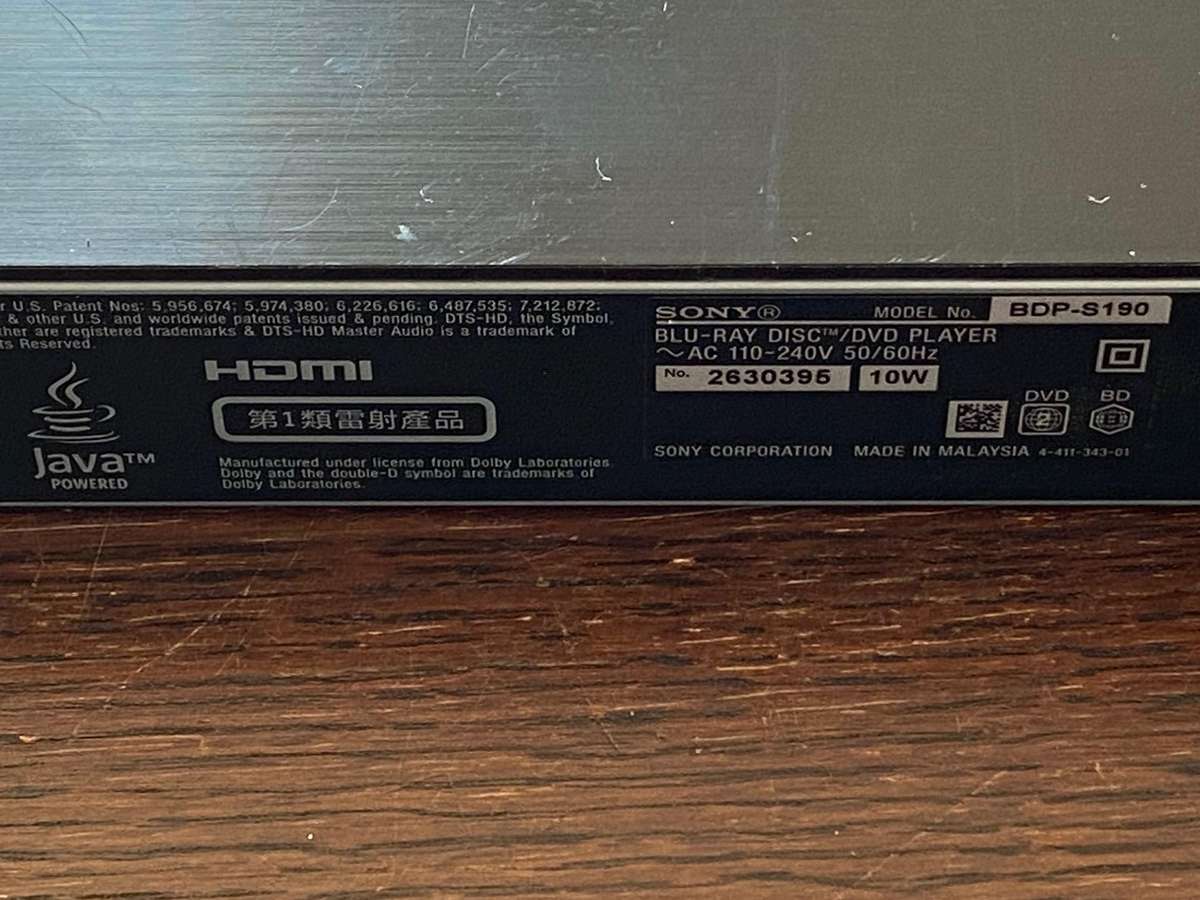 r U.S. Patent Nos: 5,956,674; 5,974,380; 6,226,616; 6,487,535; 7,212,872;
& other U.S. and worldwide patents issued & pending. DTS-HD, the Symbol,
ther are registered trademarks & DTS-HD Master Audio is a trademark of
ts Reserved.
Java™
POWERED
HDMI
第1類雷射產品
Manufactured under license from Dolby Laboratories.
Dolby and the double-D symbol are trademarks of
Dolby Laboratories.
SONY® MODEL No. BDP-S190
BLU-RAY DISC™/DVD PLAYER
～AC 110-240V 50/60Hz
No. 2630395 10W
DVD BD
2 B
SONY CORPORATION MADE IN MALAYSIA 4-411-343-01